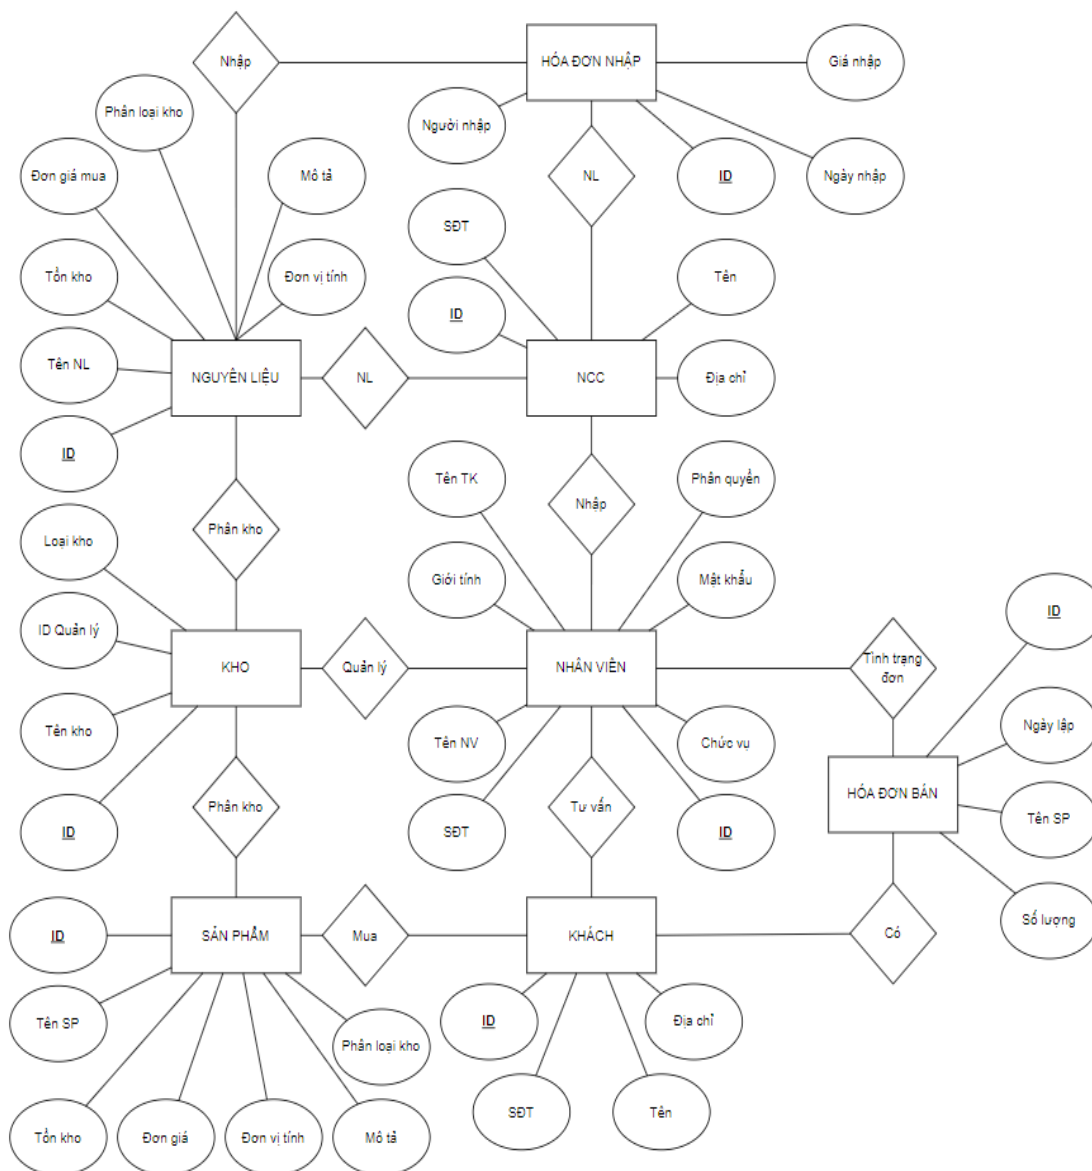 Nhập
HÓA ĐƠN NHẬP
Giá nhập
Phân loại kho
Người nhập
Đơn giá mua
Mô tả
NL
ID
Ngày nhập
SĐT
Tồn kho
Đơn vị tính
Tên
ID
Tên NL
NGUYÊN LIỆU
NL
NCC
Địa chỉ
ID
Tên TK
Phân quyền
Nhập
Phân kho
Loại kho
Giới tính
Mật khẩu
ID
ID Quản lý
KHO
Quản lý
NHÂN VIÊN
Tình trạng
đơn
Tên kho
Tên NV
Chức vụ
Ngày lập
HÓA ĐƠN BÁN
Phân kho
Tư vấn
ID
SĐT
ID
Tên SP
Số lượng
ID
SẢN PHẨM
Mua
KHÁCH
Có
Tên SP
ID
Địa chỉ
Phân loại kho
SĐT
Tên
Tồn kho
Đơn giá
Đơn vị tính
Mô tả